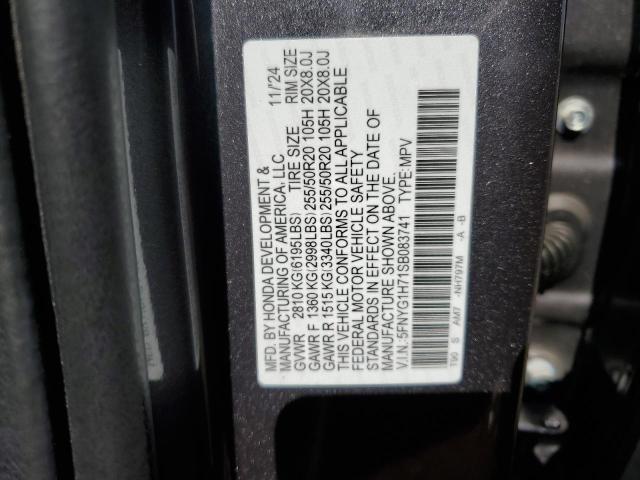 MFD. BY HONDA DEVELOPMENT &
MANUFACTURING OF AMERICA, LLC 11/24
GVWR 2810 KG(6195LBS) TIRE SIZE RIM SIZE
GAWR F 1360 KG(2998LBS) 255/50R20 105H 20X8.0J
GAWR R 1515 KG(3340LBS) 255/50R20 105H 20X8.0J
THIS VEHICLE CONFORMS TO ALL APPLICABLE
FEDERAL MOTOR VEHICLE SAFETY
STANDARDS IN EFFECT ON THE DATE OF
MANUFACTURE SHOWN ABOVE.
V.I.N.:5FNYG1H71SB083741 TYPE:MPV
T90 S AM7 -NH797M -A -B